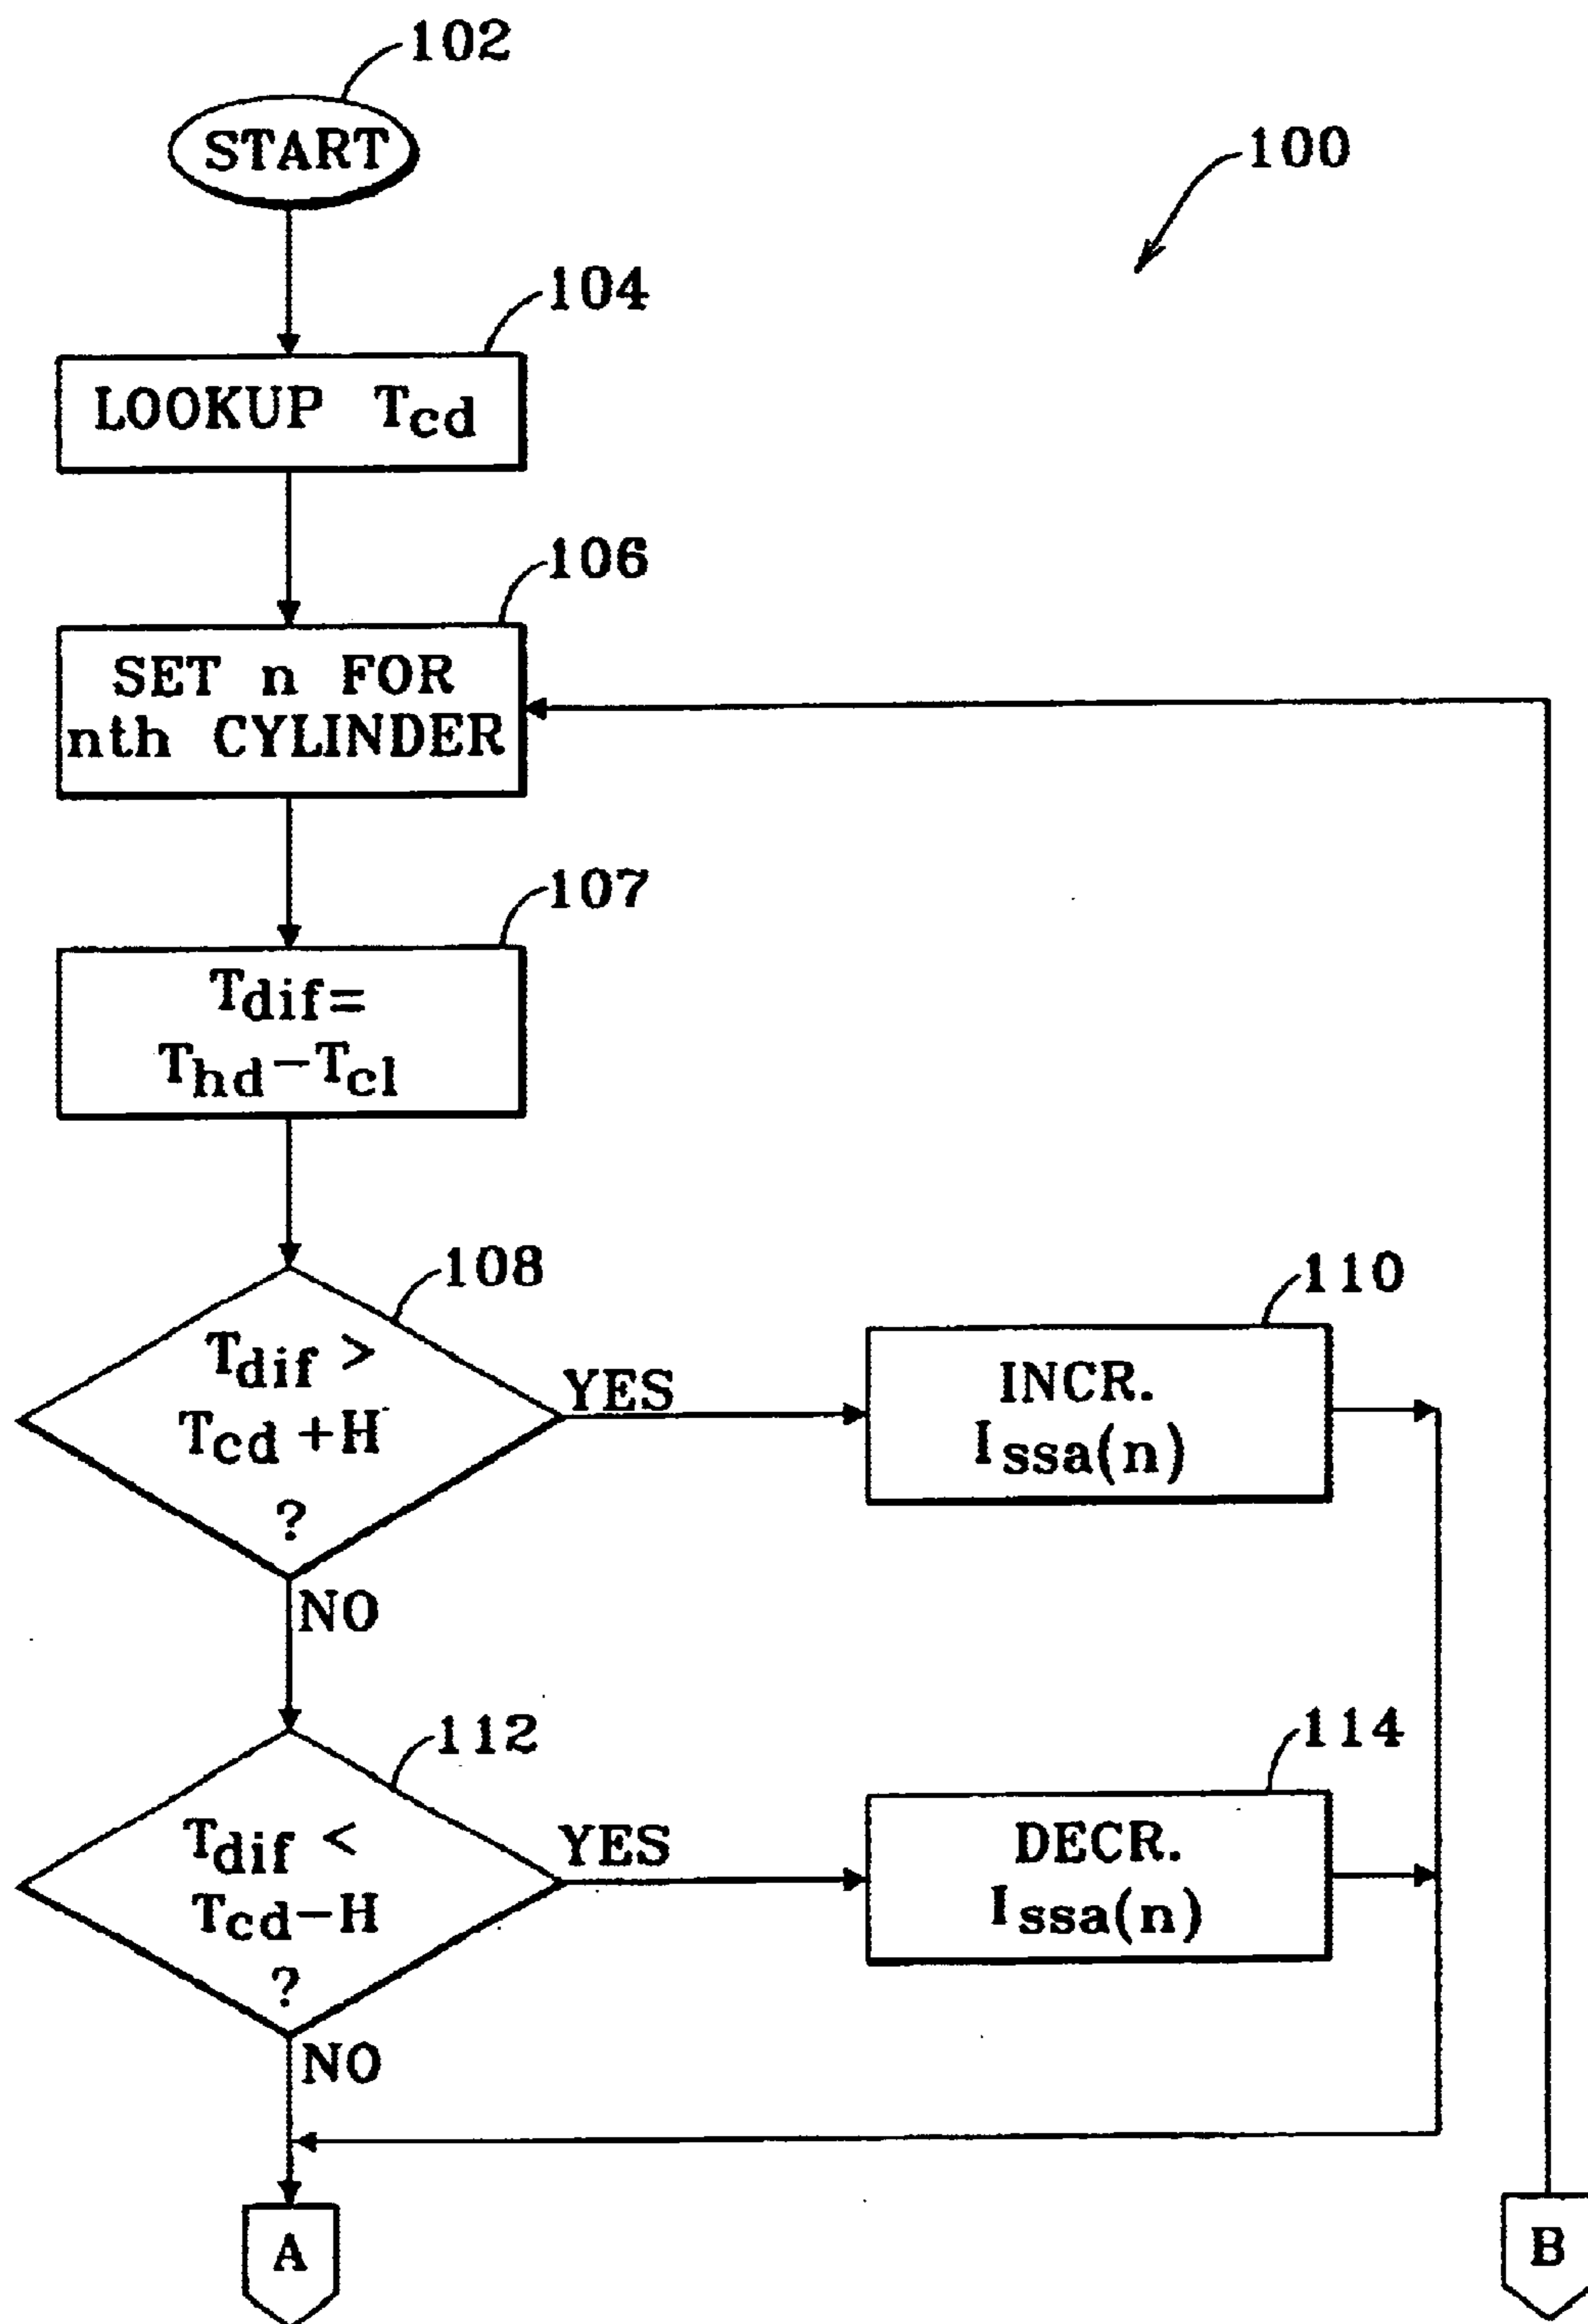 102
START
100
104
LOOKUP Tcd
106
SET n FOR
nth CYLINDER
107
Tdif=
Thd-Tcl
108
Tdif >
Tcd+H
?
YES
110
INCR.
Issa(n)
NO
112
Tdif <
Tcd-H
?
YES
114
DECR.
Issa(n)
NO
A
B